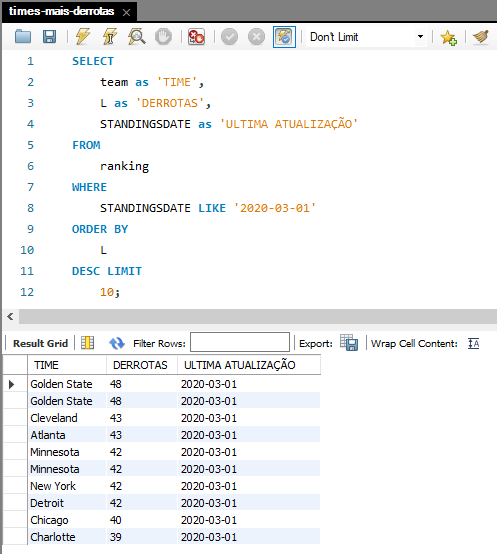 times-mais-derrotas ×
Don't Limit
1 SELECT
2 team as 'TIME',
3 L as 'DERROTAS',
4 STANDINGSDATE as 'ULTIMA ATUALIZAÇÃO'
5 FROM
6 ranking
7 WHERE
8 STANDINGSDATE LIKE '2020-03-01'
9 ORDER BY
10 L
11 DESC LIMIT
12 10;
Result Grid Filter Rows: Export: Wrap Cell Content: IA
TIME DERROTAS ULTIMA ATUALIZAÇÃO
Golden State 48 2020-03-01
Golden State 48 2020-03-01
Cleveland 43 2020-03-01
Atlanta 43 2020-03-01
Minnesota 42 2020-03-01
Minnesota 42 2020-03-01
New York 42 2020-03-01
Detroit 42 2020-03-01
Chicago 40 2020-03-01
Charlotte 39 2020-03-01